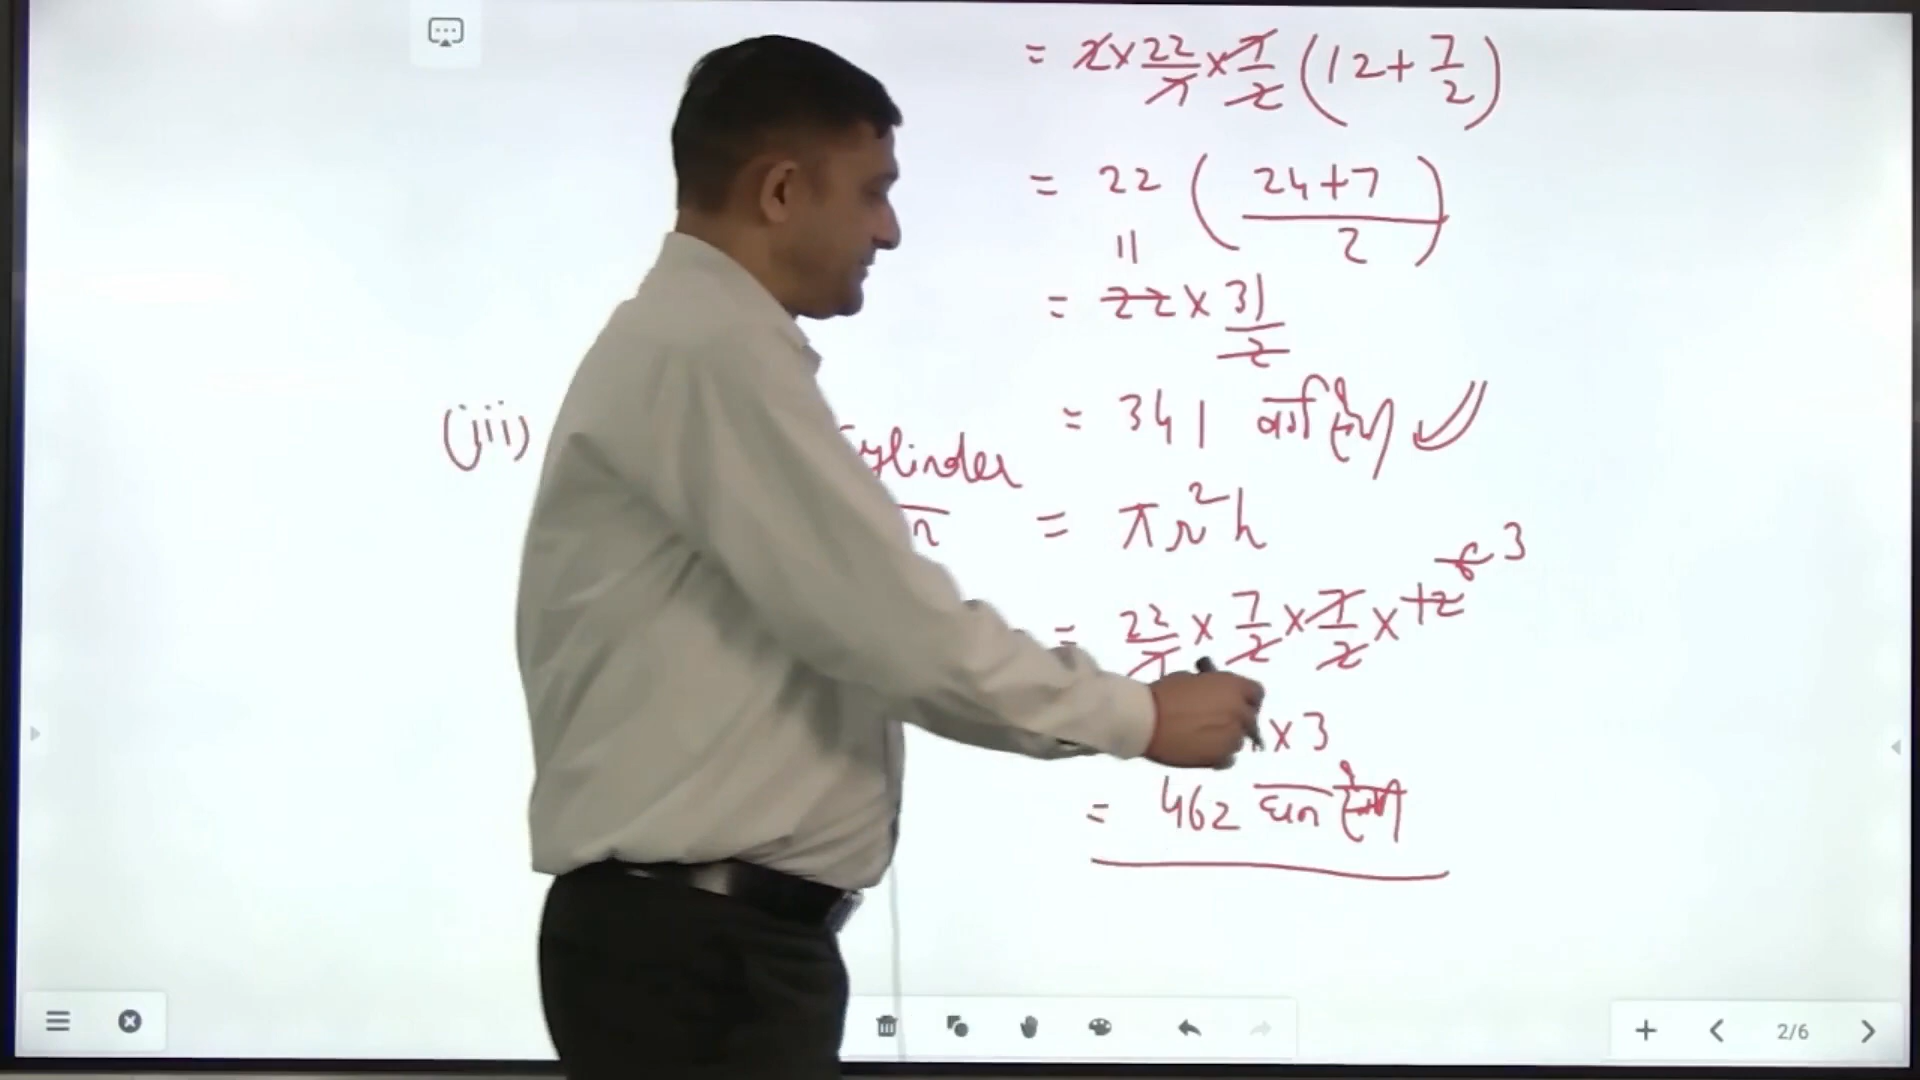 = 2 × 22/7 × 7/2 (12 + 7/2)
= 22 ( 24+7 / 2 )
11
= 22 × 31/2
= 341 वर्ग सेमी
(iii)
ylinder
= πr²h
6 3
= 22/7 × 7/2 × 7/2 × 12
× 3
= 462 घन सेमी
2/6